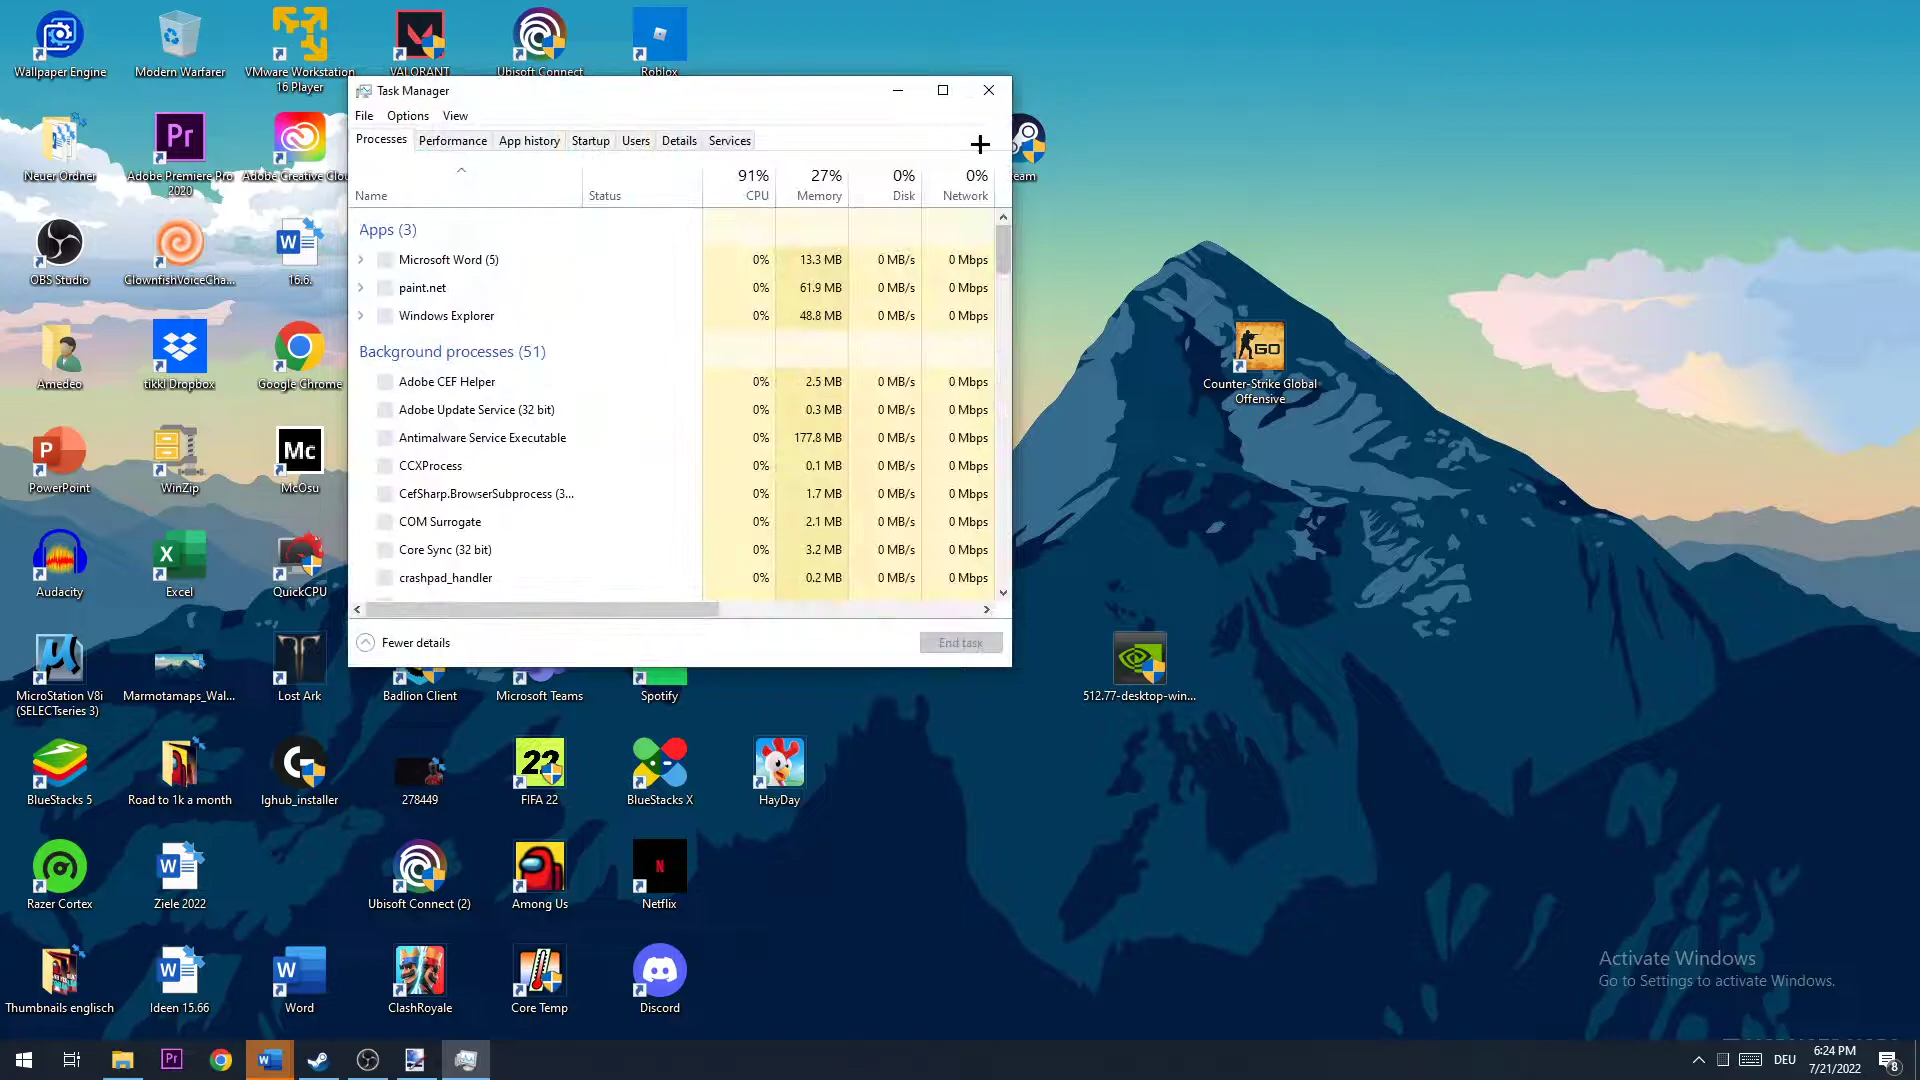 Wallpaper Engine
Modern Warfarer
VMware Workstation
16 Player
VALORANT
Ubisoft Connect
Roblox
Neuer Ordner
Adobe Premiere Pro
2020
Adobe Creative Clou
eam
OBS Studio
ClownfishVoiceCha...
16.6.
Amedeo
tikkl Dropbox
Google Chrome
PowerPoint
WinZip
McOsu
Mc
Audacity
Excel
QuickCPU
MicroStation V8i
(SELECTseries 3)
Marmotamaps_Wal...
Lost Ark
Badlion Client
Microsoft Teams
Spotify
BlueStacks 5
Road to 1k a month
lghub_installer
278449
FIFA 22
22
BlueStacks X
HayDay
Razer Cortex
Ziele 2022
Ubisoft Connect (2)
Among Us
Netflix
Thumbnails englisch
Ideen 15.66
Word
ClashRoyale
Core Temp
Discord
Task Manager
File Options View
Processes Performance App history Startup Users Details Services
91% 27% 0% 0%
Name Status CPU Memory Disk Network
Apps (3)
Microsoft Word (5) 0% 13.3 MB 0 MB/s 0 Mbps
paint.net 0% 61.9 MB 0 MB/s 0 Mbps
Windows Explorer 0% 48.8 MB 0 MB/s 0 Mbps
Background processes (51)
Adobe CEF Helper 0% 2.5 MB 0 MB/s 0 Mbps
Adobe Update Service (32 bit) 0% 0.3 MB 0 MB/s 0 Mbps
Antimalware Service Executable 0% 177.8 MB 0 MB/s 0 Mbps
CCXProcess 0% 0.1 MB 0 MB/s 0 Mbps
CefSharp.BrowserSubprocess (3... 0% 1.7 MB 0 MB/s 0 Mbps
COM Surrogate 0% 2.1 MB 0 MB/s 0 Mbps
Core Sync (32 bit) 0% 3.2 MB 0 MB/s 0 Mbps
crashpad_handler 0% 0.2 MB 0 MB/s 0 Mbps
Fewer details
End task
GO
Counter-Strike Global
Offensive
512.77-desktop-win...
Activate Windows
Go to Settings to activate Windows.
DEU
6:24 PM
7/21/2022
8